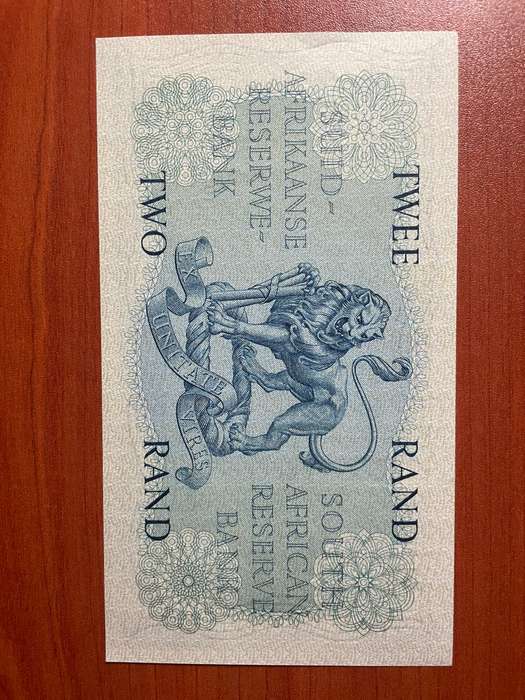 TWEE RAND
SUID-
AFRIKAANSE
RESERWE-
BANK
SOUTH
AFRICAN
RESERVE
BANK
EX
UNITATE
VIRES
TWO RAND